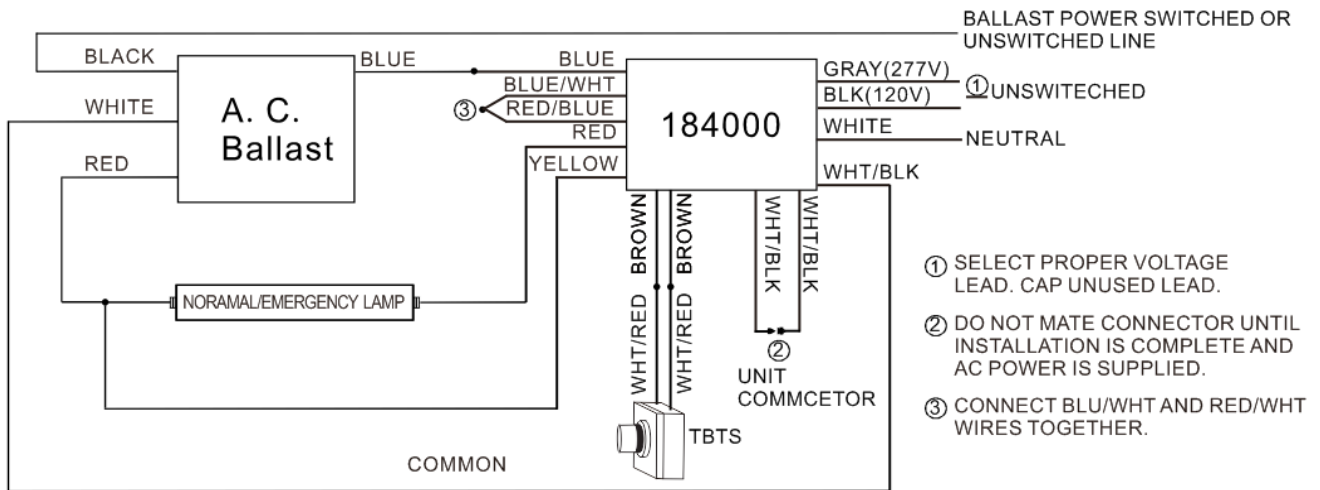 BALLAST POWER SWITCHED OR
UNSWITCHED LINE
BLACK
BLUE
BLUE
WHITE
RED
A. C.
Ballast
BLUE/WHT
③
RED/BLUE
RED
YELLOW
184000
GRAY(277V)
BLK(120V)
① UNSWITECHED
WHITE
NEUTRAL
WHT/BLK
NORAMAL/EMERGENCY LAMP
BROWN
BROWN
WHT/RED
WHT/RED
WHT/BLK
WHT/BLK
②
UNIT
COMMCETOR
TBTS
COMMON
① SELECT PROPER VOLTAGE
LEAD. CAP UNUSED LEAD.
② DO NOT MATE CONNECTOR UNTIL
INSTALLATION IS COMPLETE AND
AC POWER IS SUPPLIED.
③ CONNECT BLU/WHT AND RED/WHT
WIRES TOGETHER.